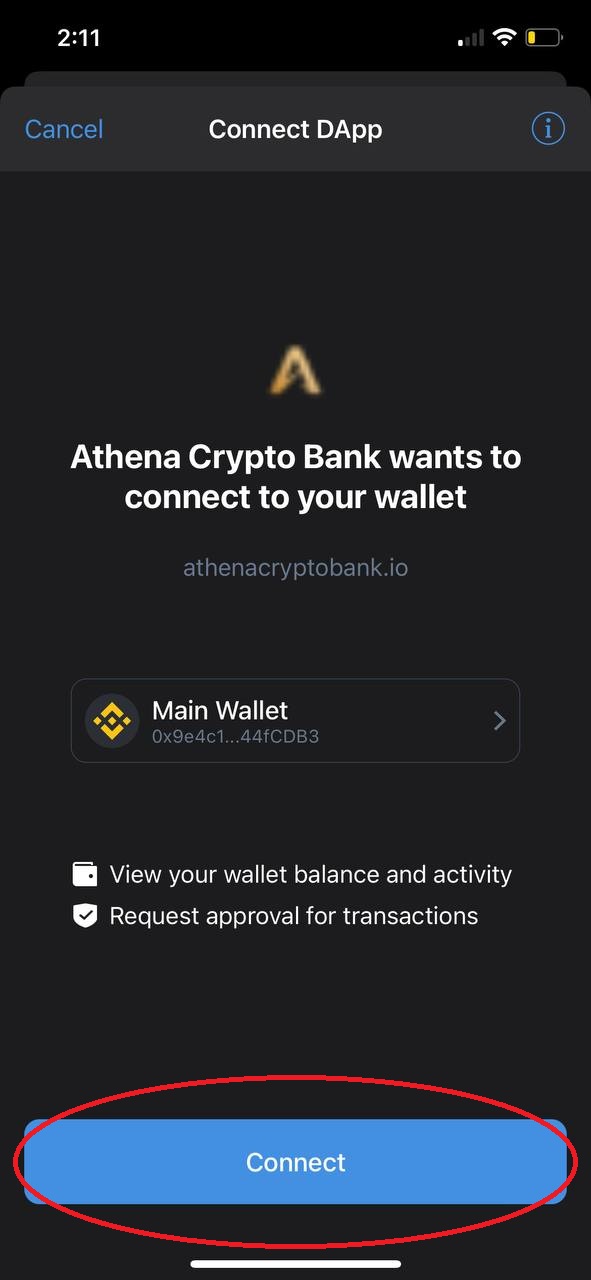 2:11
Cancel
Connect DApp
Athena Crypto Bank wants to
connect to your wallet
athenacryptobank.io
Main Wallet
0x9e4c1...44fCDB3
View your wallet balance and activity
Request approval for transactions
Connect